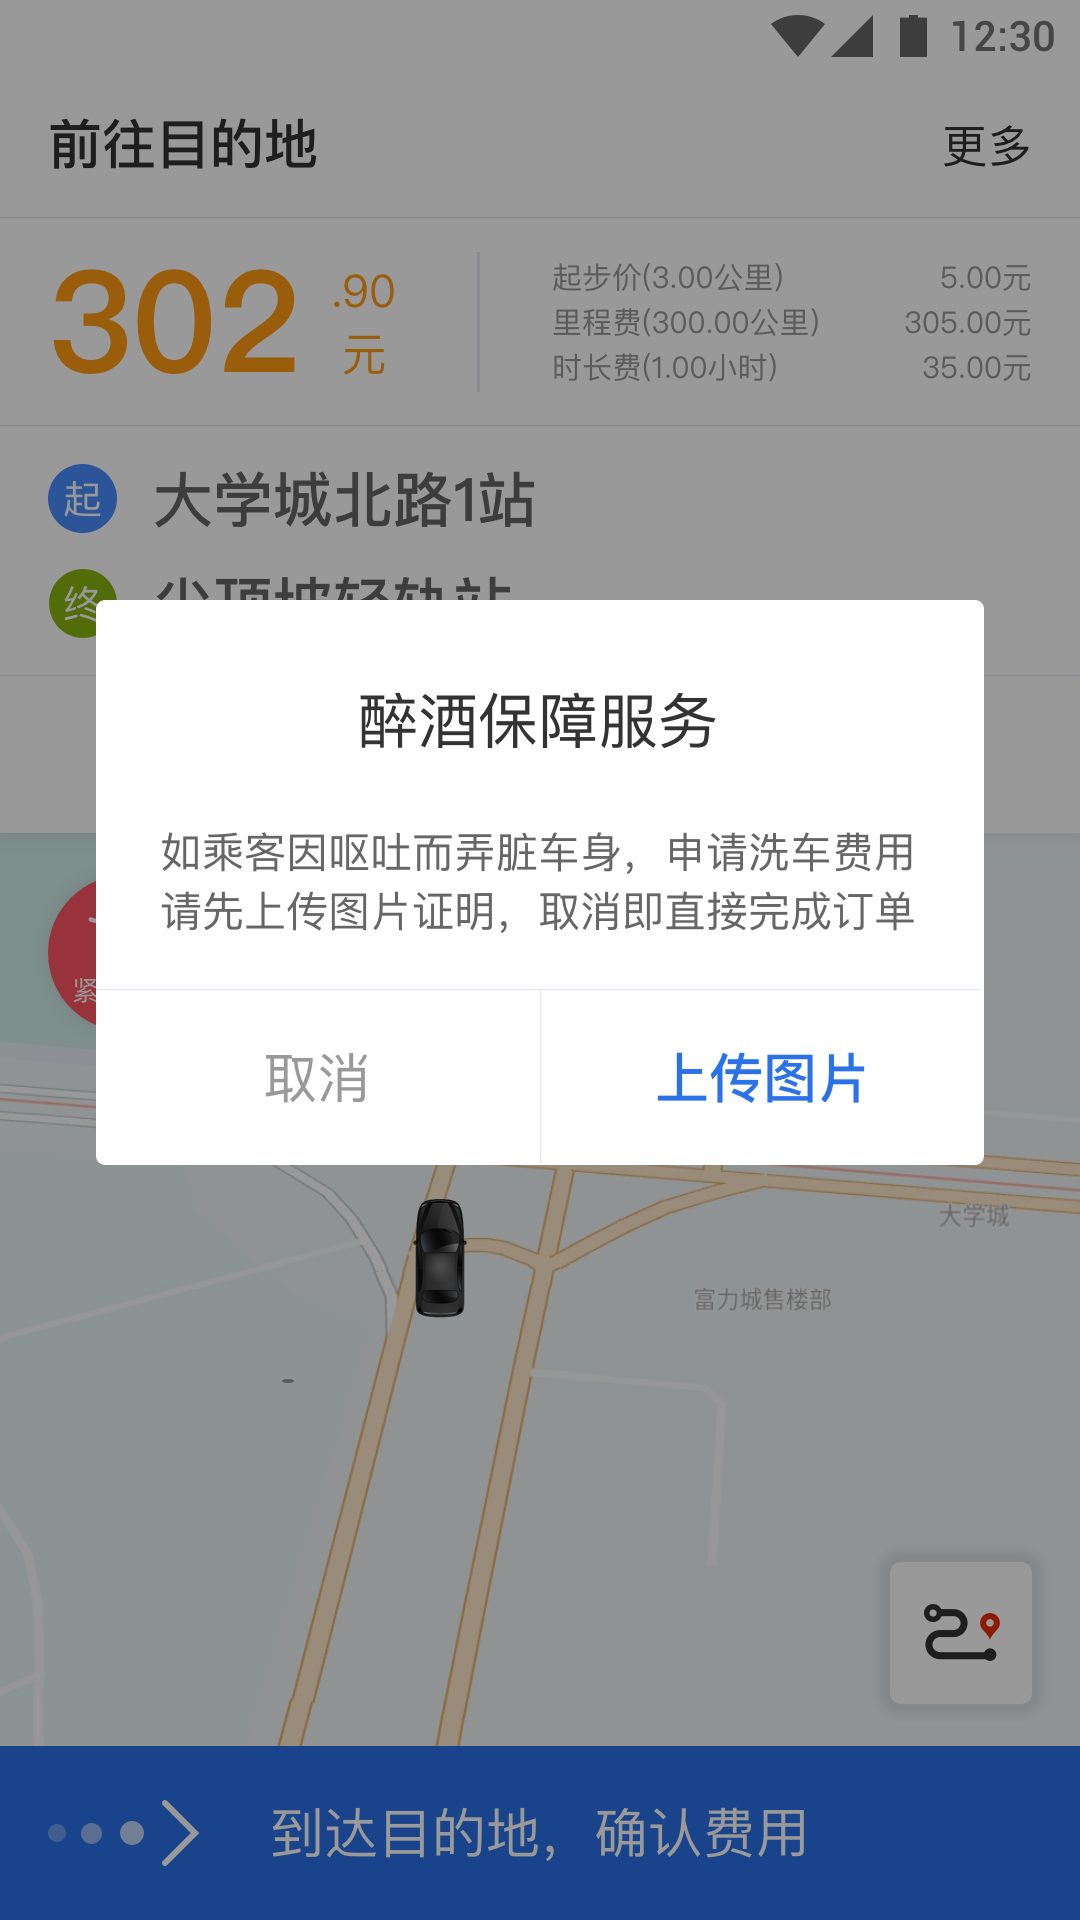 12:30
前往目的地
更多
302
.90
元
起步价(3.00公里)
5.00元
里程费(300.00公里)
305.00元
时长费(1.00小时)
35.00元
起
大学城北路1站
终
尖顶坡轻轨站
醉酒保障服务
如乘客因呕吐而弄脏车身，申请洗车费用
请先上传图片证明，取消即直接完成订单
紧
取消
上传图片
大学城
富力城售楼部
到达目的地，确认费用